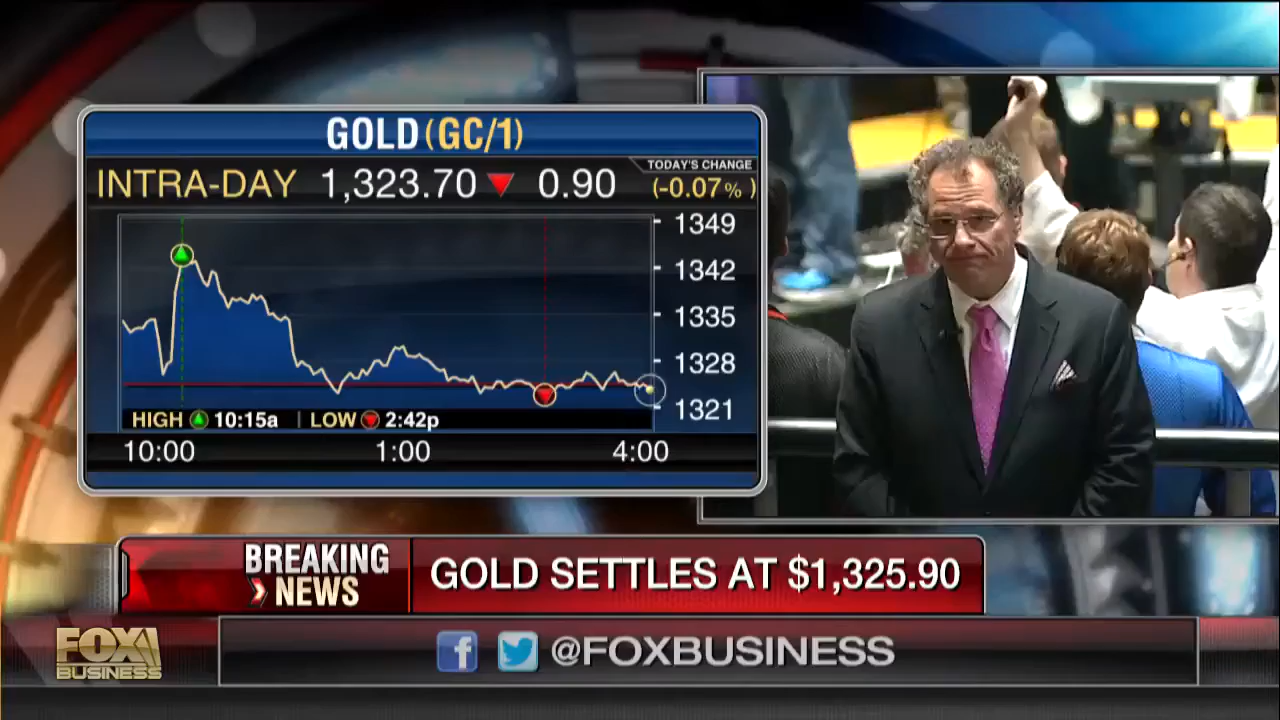 GOLD (GC/1)
INTRA-DAY 1,323.70 0.90
TODAY'S CHANGE
(-0.07%)
1349
1342
1335
1328
1321
HIGH 10:15a | LOW 2:42p
10:00 1:00 4:00
BREAKING
NEWS
GOLD SETTLES AT $1,325.90
FOX
BUSINESS
f @FOXBUSINESS